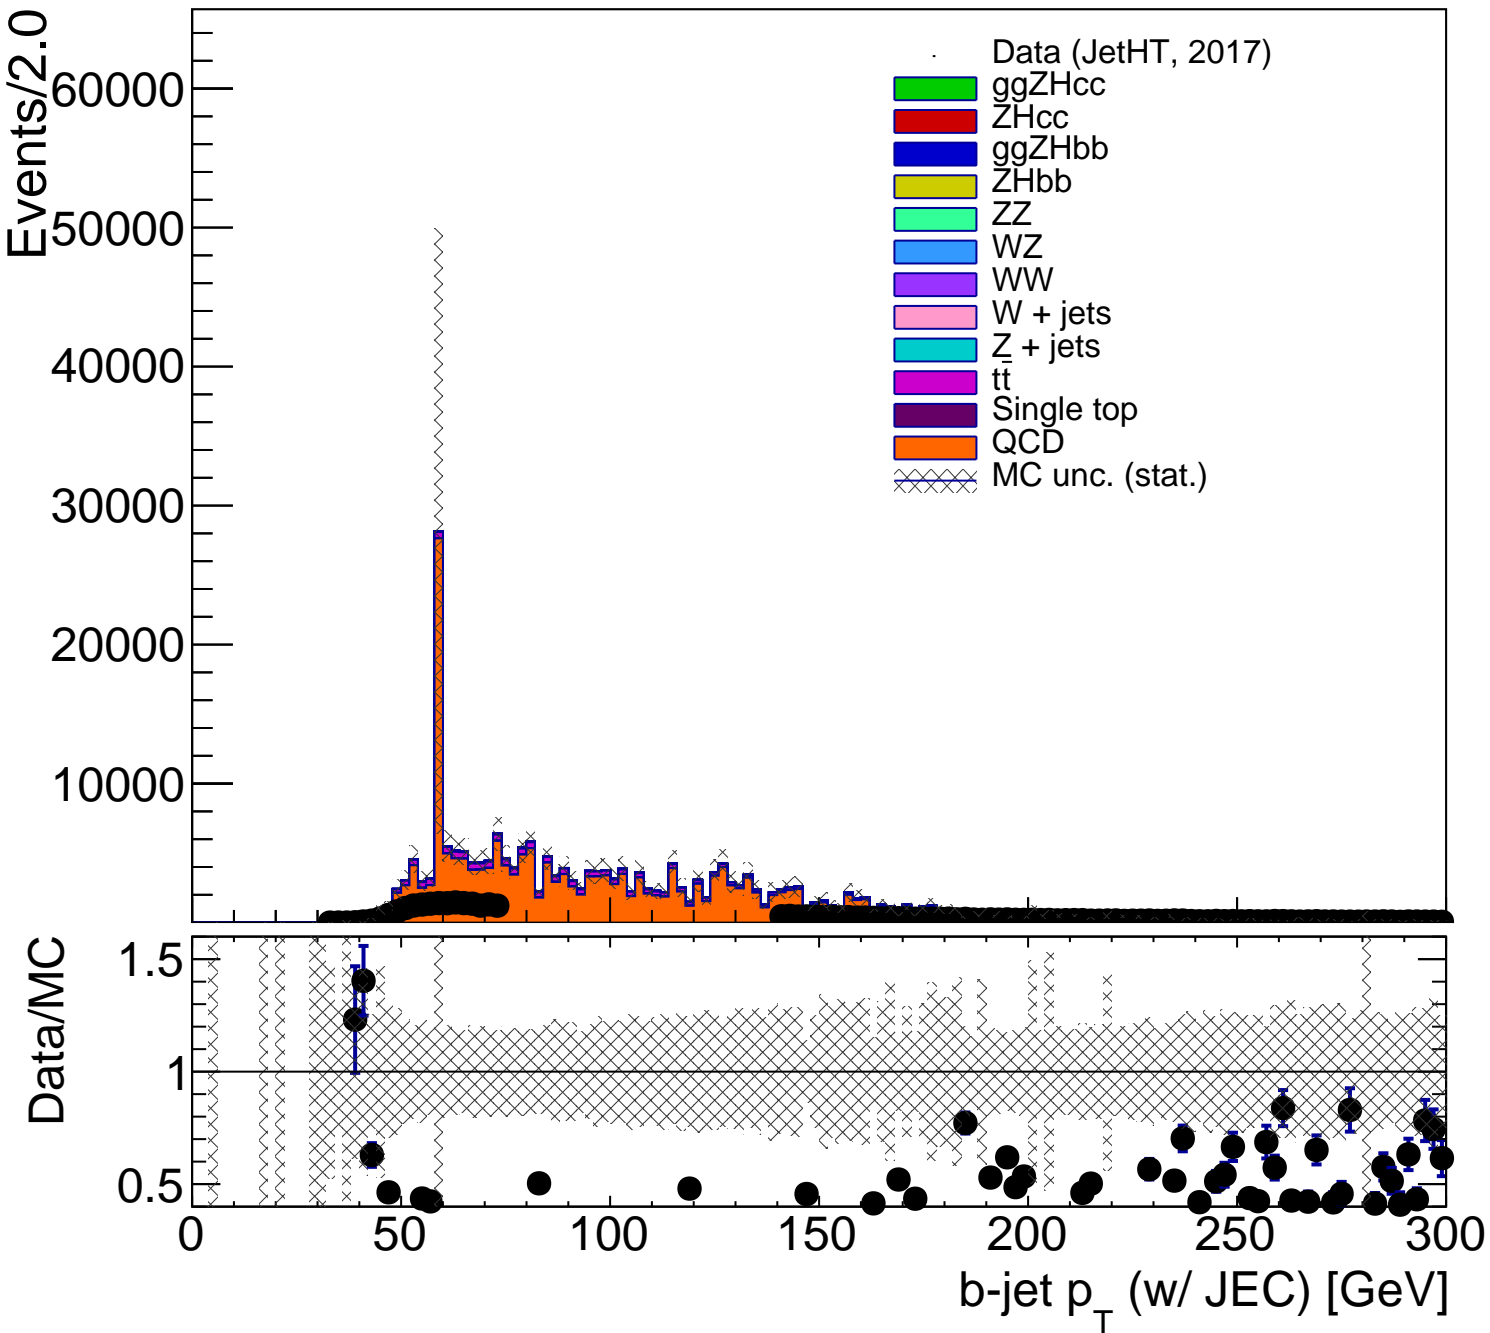 Events/2.0
60000
50000
40000
30000
20000
10000
Data (JetHT, 2017)
ggZHcc
ZHcc
ggZHbb
ZHbb
ZZ
WZ
WW
W + jets
Z + jets
tt̄
Single top
QCD
MC unc. (stat.)
Data/MC
1.5
1
0.5
0 50 100 150 200 250 300
b-jet p_T (w/ JEC) [GeV]